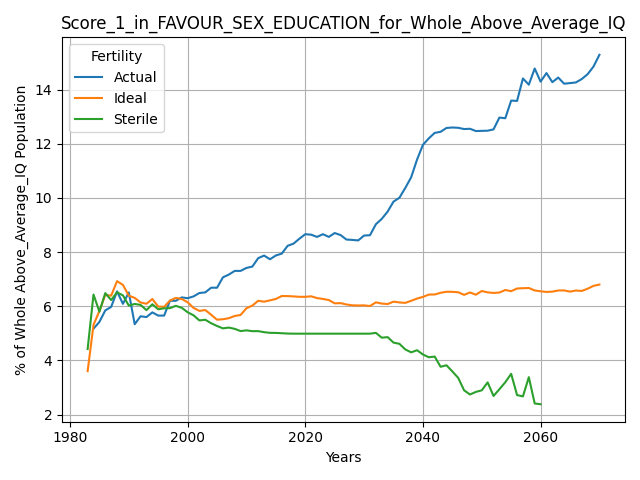 Score_1_in_FAVOUR_SEX_EDUCATION_for_Whole_Above_Average_IQ
Fertility
Actual
Ideal
Sterile
% of Whole Above_Average_IQ Population
14
12
10
8
6
4
2
1980 2000 2020 2040 2060
Years